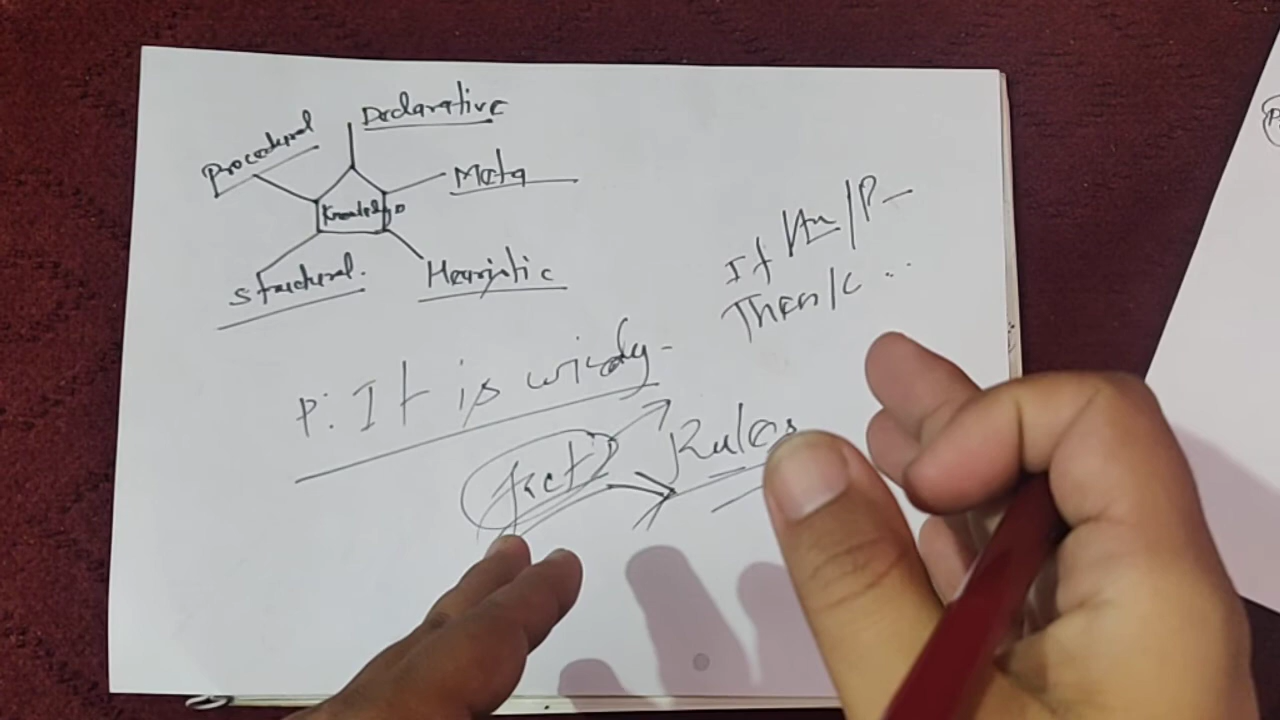 Declarative
Procedural
Meta
Knowledge
Structural.
Heuristic
If /P-
Then/C ..
P: It is windy-
fact
Rules